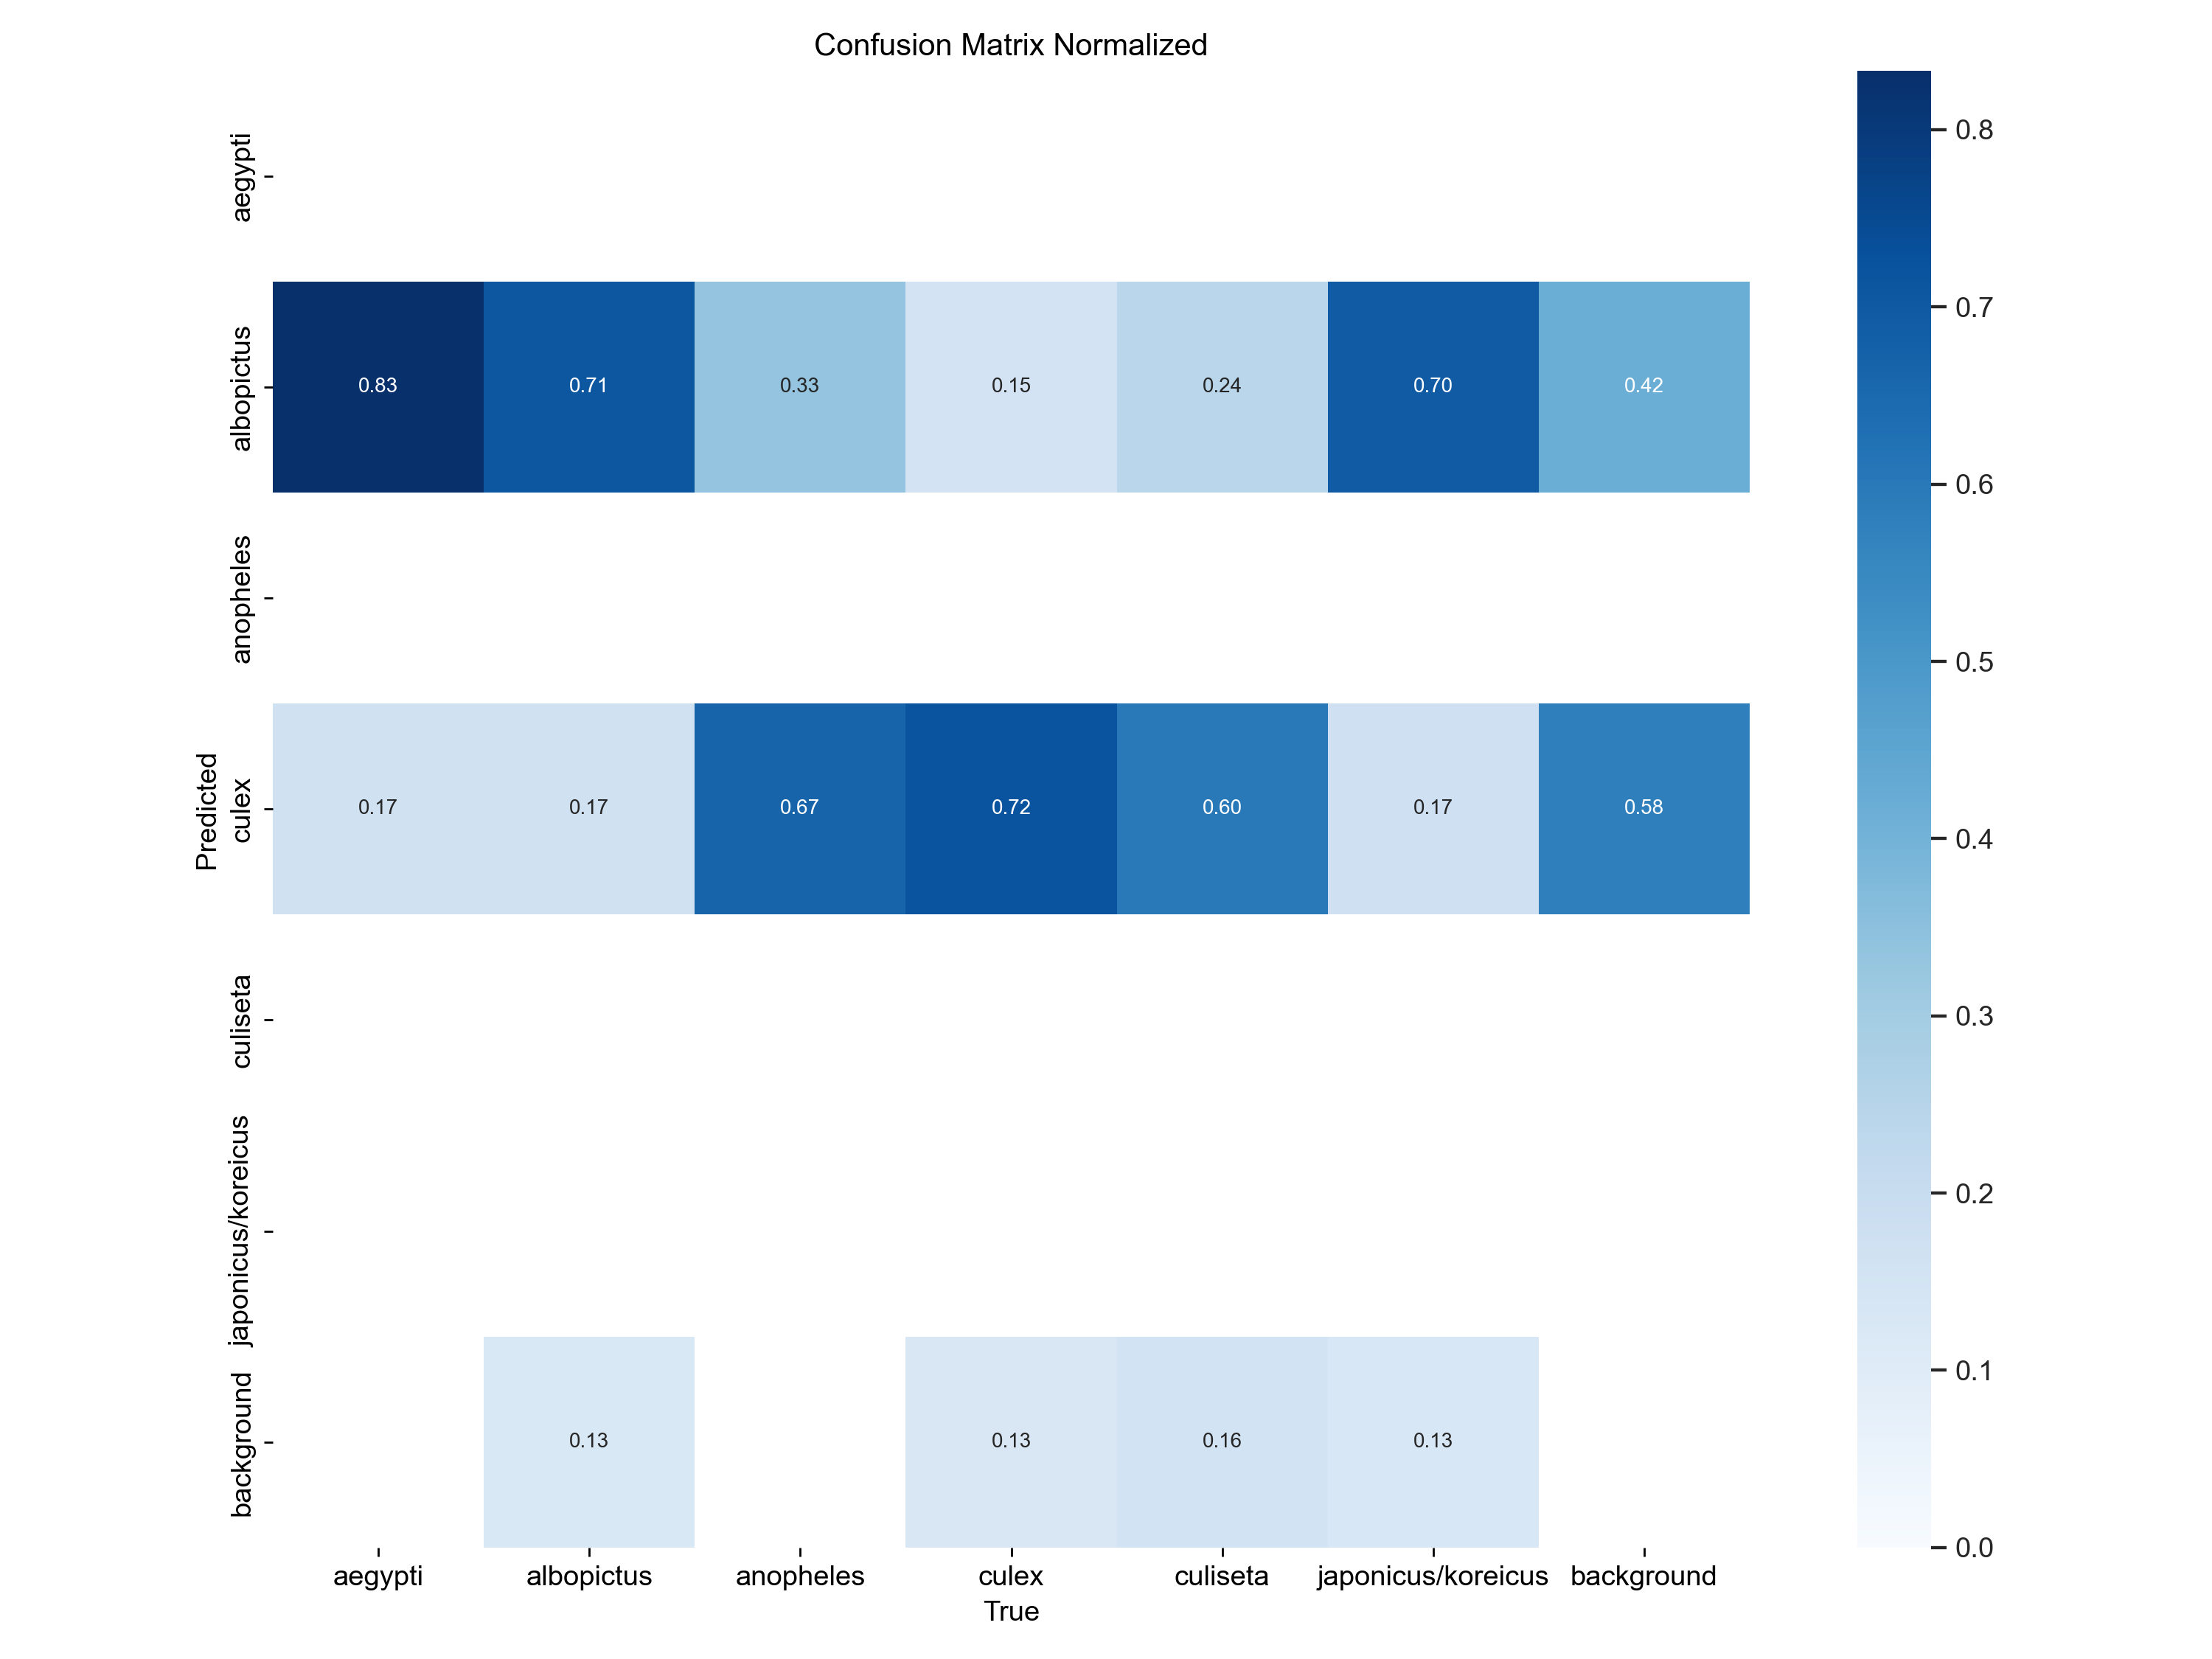 Confusion Matrix Normalized
aegypti
albopictus
anopheles
culex
culiseta
japonicus/koreicus
background
Predicted
0.83 0.71 0.33 0.15 0.24 0.70 0.42
0.17 0.17 0.67 0.72 0.60 0.17 0.58
0.13 0.13 0.16 0.13
aegypti albopictus anopheles culex culiseta japonicus/koreicus background
True
0.8
0.7
0.6
0.5
0.4
0.3
0.2
0.1
0.0